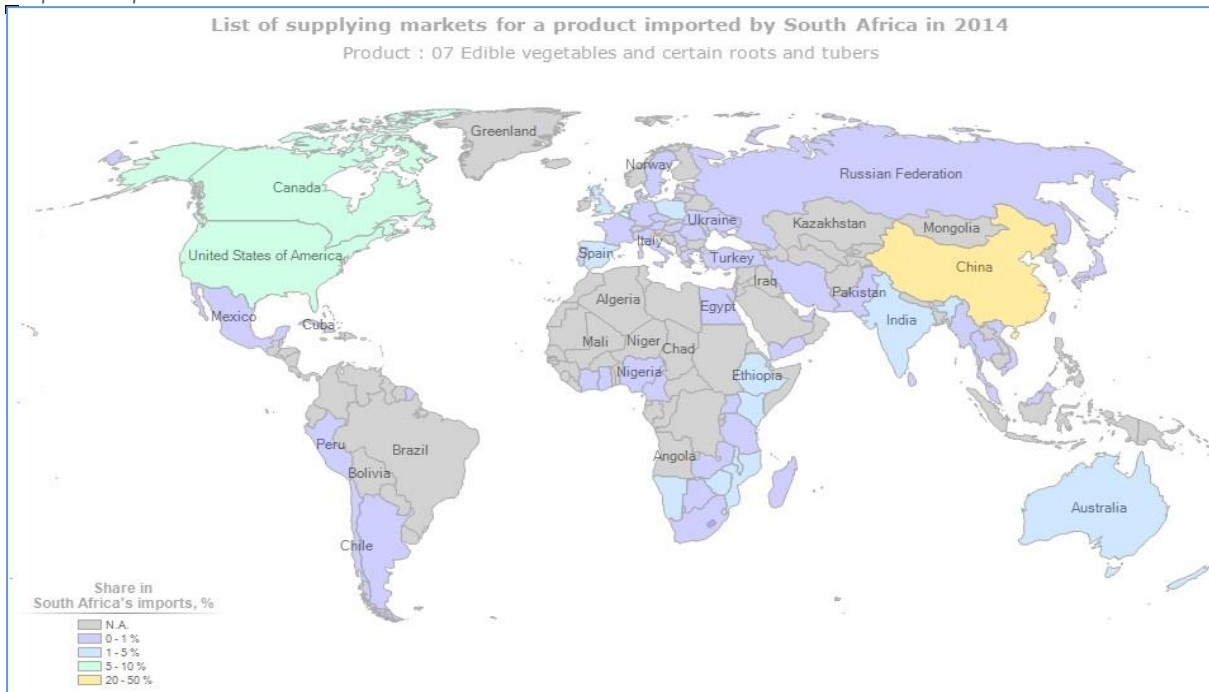 List of supplying markets for a product imported by South Africa in 2014
Product : 07 Edible vegetables and certain roots and tubers
Greenland
Norway
Canada
Russian Federation
Ukraine
Kazakhstan
Mongolia
United States of America
Spain
Italy
Turkey
China
Iraq
Pakistan
Algeria
Egypt
India
Mexico
Cuba
Mali
Niger
Chad
Nigeria
Ethiopia
Peru
Brazil
Bolivia
Angola
Australia
Chile
Share in
South Africa's imports, %
N.A.
0 - 1 %
1 - 5 %
5 - 10 %
20 - 50 %